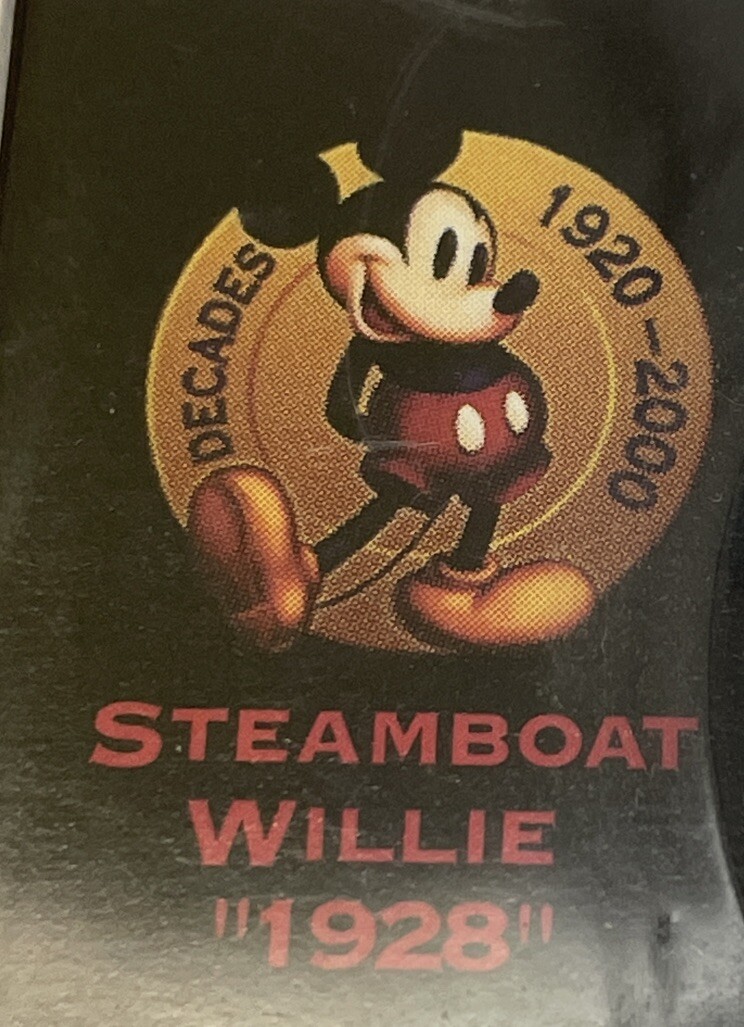 DECADES
1920-2000
STEAMBOAT
WILLIE
"1928"